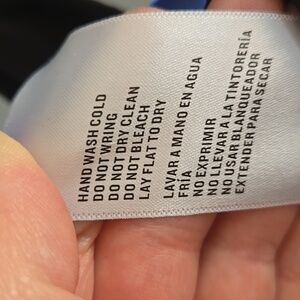 HAND WASH COLD
DO NOT WRING
DO NOT DRY CLEAN
DO NOT BLEACH
LAY FLAT TO DRY
LAVAR A MANO EN AGUA
FRÍA
NO EXPRIMIR
NO LLEVAR A LA TINTORERÍA
NO USAR BLANQUEADOR
EXTENDER PARA SECAR